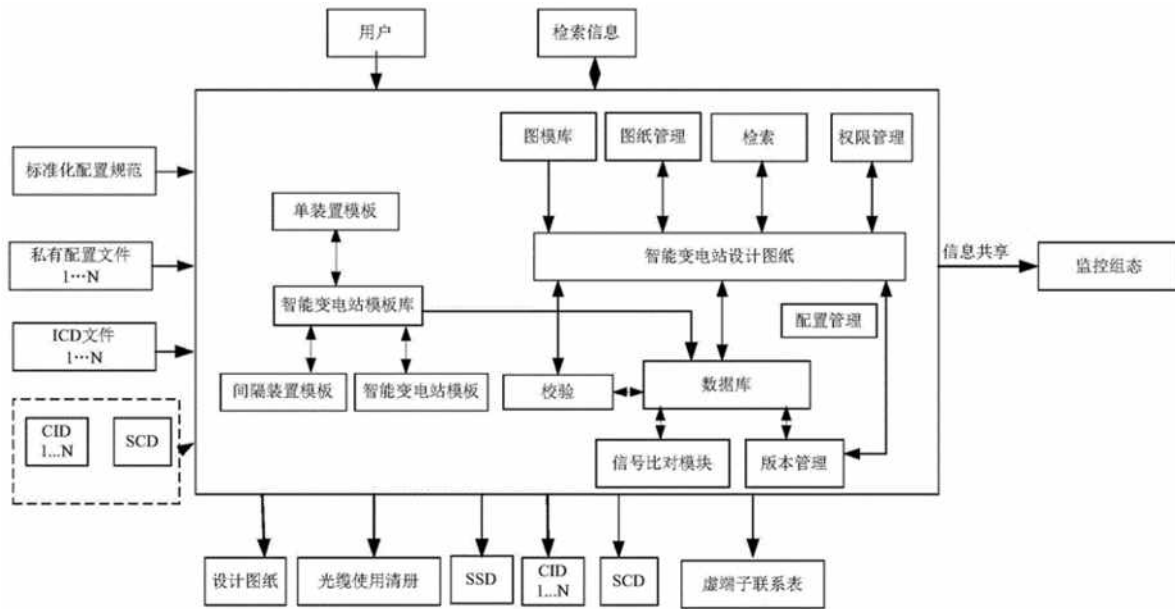 用户
检索信息
图模库
图纸管理
检索
权限管理
标准化配置规范
单装置模板
私有配置文件
1…N
智能变电站设计图纸
信息共享
监控组态
智能变电站模板库
配置管理
ICD文件
1…N
间隔装置模板
智能变电站模板
校验
数据库
CID
1...N
SCD
信号比对模块
版本管理
设计图纸
光缆使用清册
SSD
CID
1...N
SCD
虚端子联系表